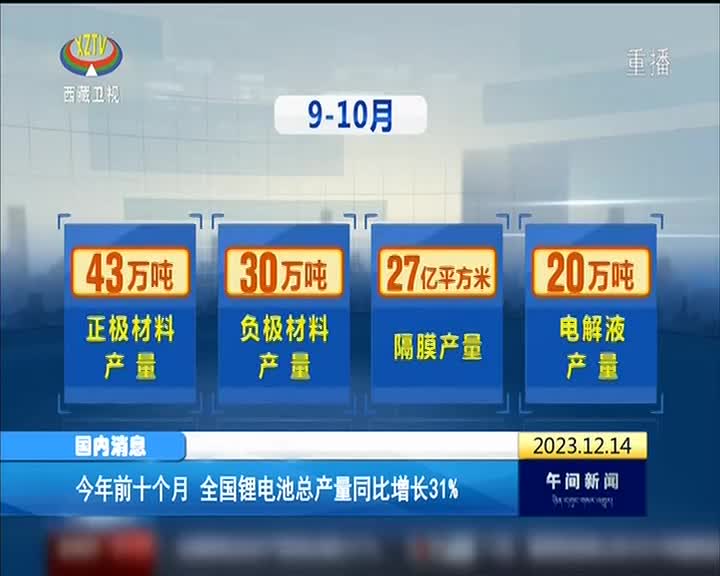 XZTV
西藏卫视
重播
9-10月
43万吨
正极材料
产量
30万吨
负极材料
产量
27亿平方米
隔膜产量
20万吨
电解液
产量
国内消息
2023.12.14
今年前十个月 全国锂电池总产量同比增长31%
午间新闻